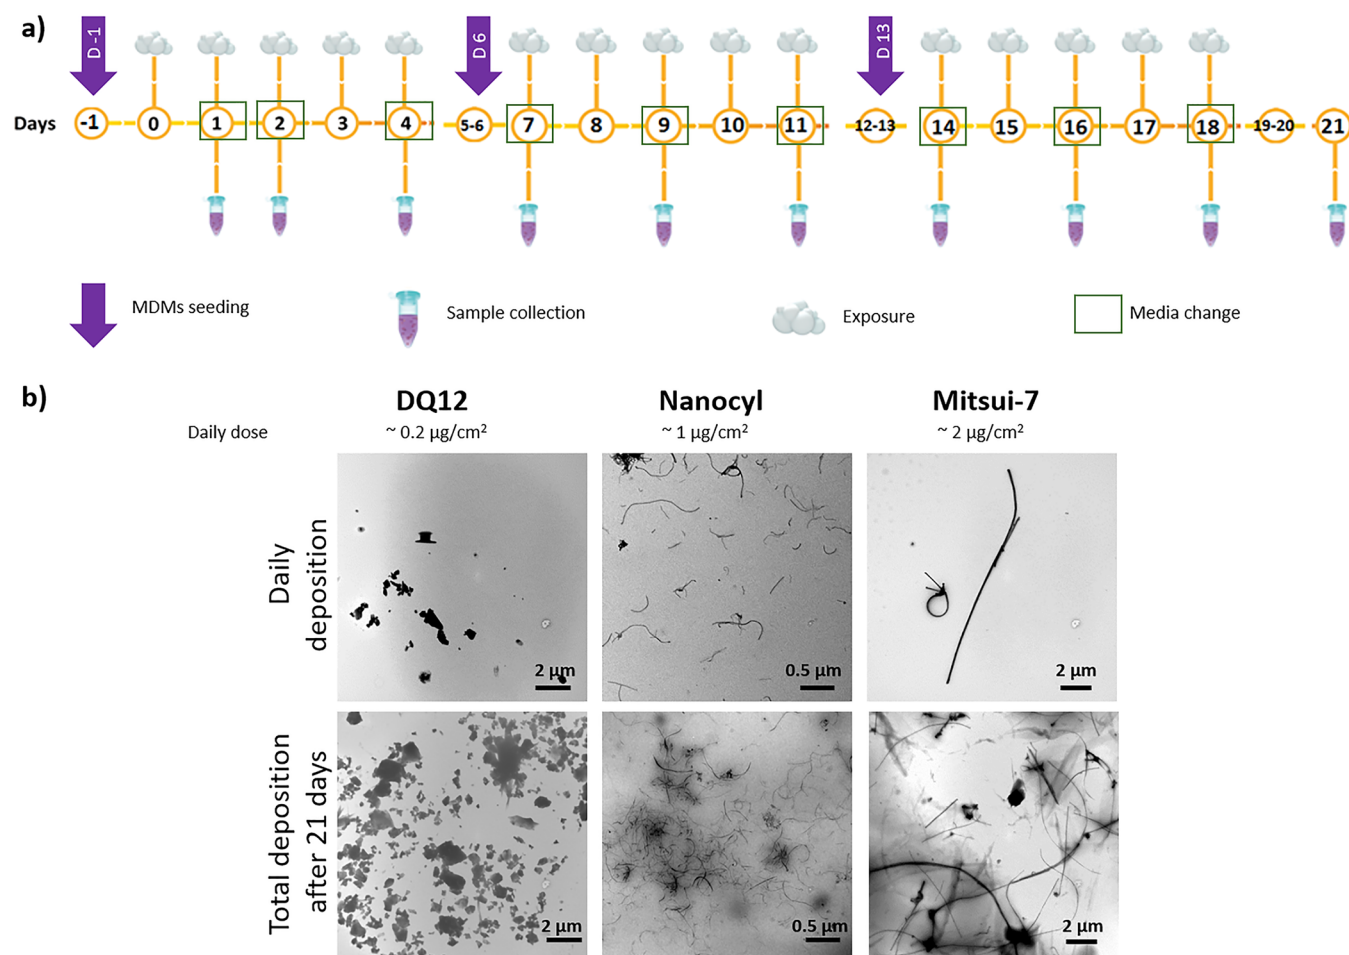 a)
D -1
D 6
D 13
Days
-1
0
1
2
3
4
5-6
7
8
9
10
11
12-13
14
15
16
17
18
19-20
21
MDMs seeding
Sample collection
Exposure
Media change
b)
DQ12
Nanocyl
Mitsui-7
Daily dose
~ 0.2 µg/cm²
~ 1 µg/cm²
~ 2 µg/cm²
Daily
deposition
2 µm
0.5 µm
2 µm
Total deposition
after 21 days
2 µm
0.5 µm
2 µm